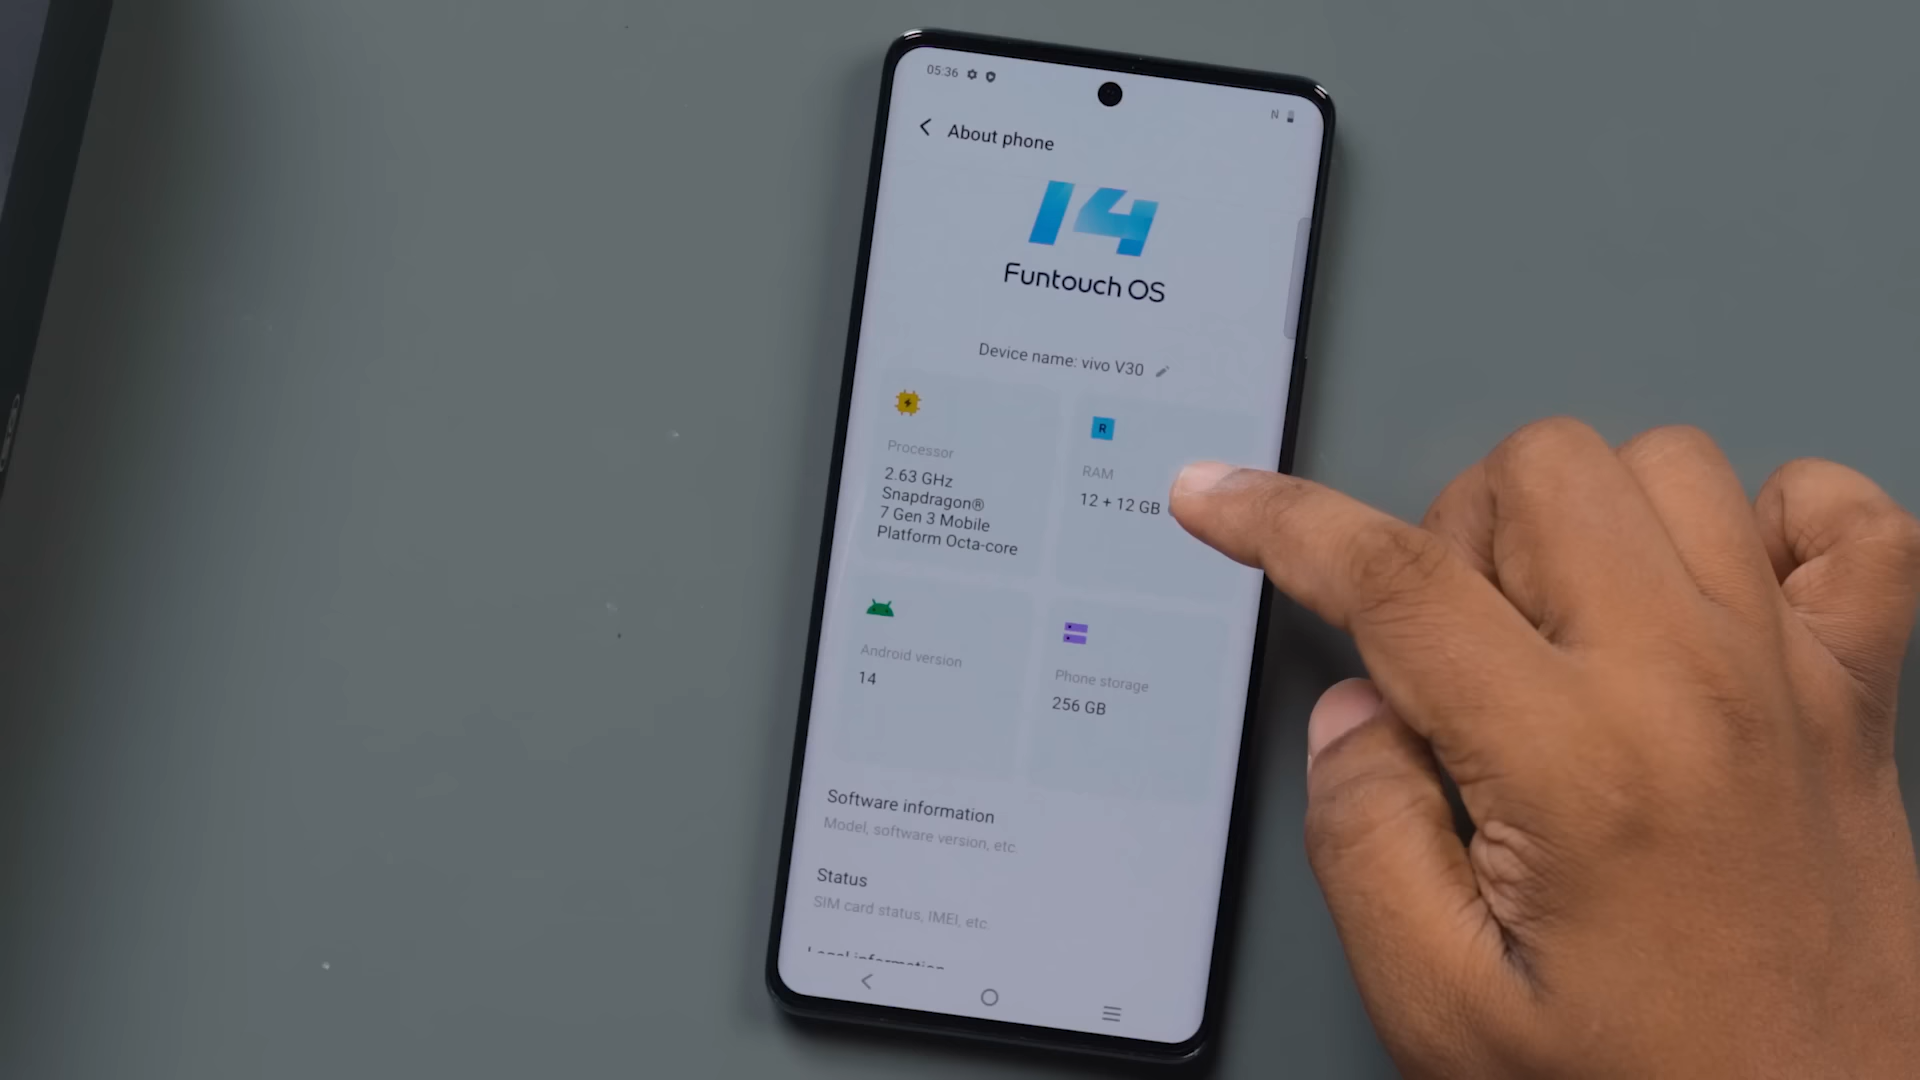 05:36
N
About phone
14
Funtouch OS
Device name: vivo V30
R
Processor
2.63 GHz
Snapdragon®
7 Gen 3 Mobile
Platform Octa-core
RAM
12 + 12 GB
Android version
14
Phone storage
256 GB
Software information
Model, software version, etc.
Status
SIM card status, IMEI, etc.
Legal information